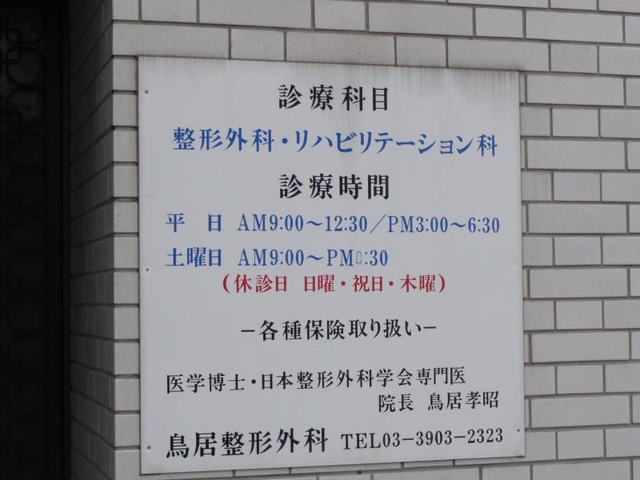 診療科目
整形外科・リハビリテーション科
診療時間
平 日 AM9:00～12:30／PM3:00～6:30
土曜日 AM9:00～
(休診日 日曜・祝日・木曜)
－各種保険取り扱い－
医学博士・日本整形外科学会専門医
院長 鳥居孝昭
鳥居整形外科 TEL03-3903-2323